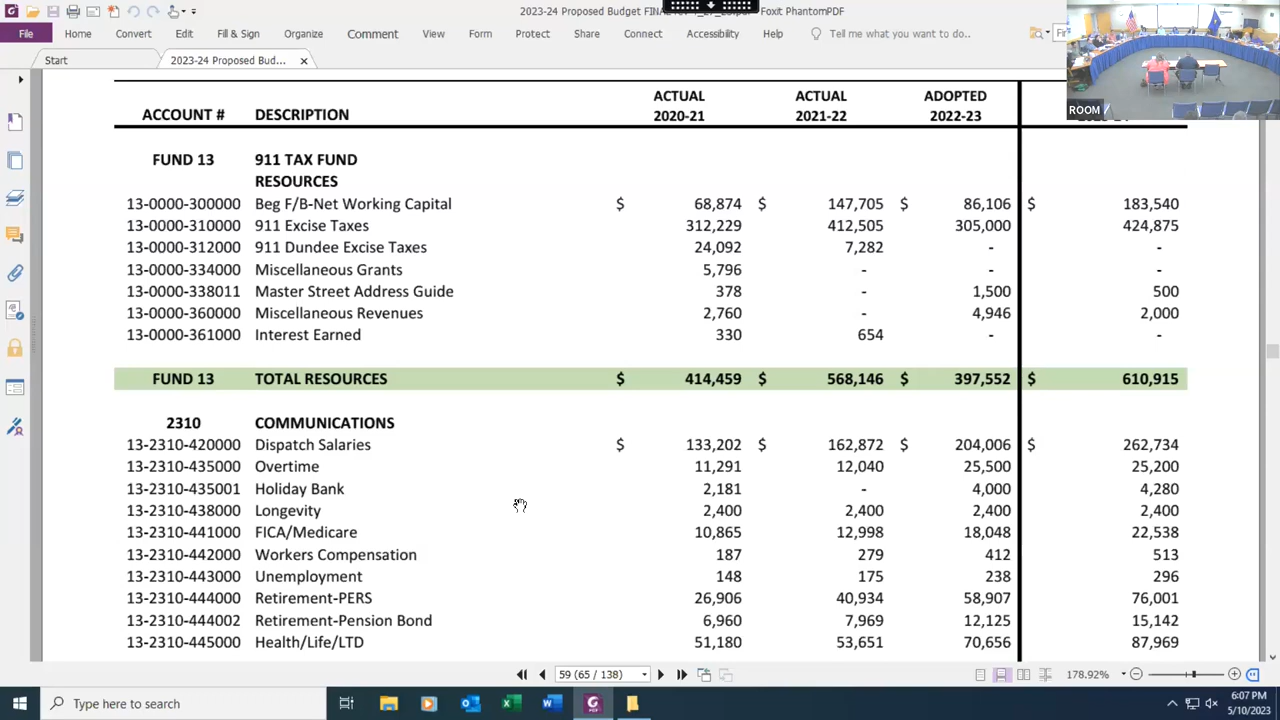 2023-24 Proposed Budget FINAL
Foxit PhantomPDF
File Home Convert Edit Fill & Sign Organize Comment View Form Protect Share Connect Accessibility Help Tell me what you want to do...
Start 2023-24 Proposed Bud...
ROOM
ACTUAL ACTUAL ADOPTED
ACCOUNT # DESCRIPTION 2020-21 2021-22 2022-23
FUND 13 911 TAX FUND
RESOURCES
13-0000-300000 Beg F/B-Net Working Capital $ 68,874 $ 147,705 $ 86,106 $ 183,540
13-0000-310000 911 Excise Taxes 312,229 412,505 305,000 424,875
13-0000-312000 911 Dundee Excise Taxes 24,092 7,282 - -
13-0000-334000 Miscellaneous Grants 5,796 - - -
13-0000-338011 Master Street Address Guide 378 - 1,500 500
13-0000-360000 Miscellaneous Revenues 2,760 - 4,946 2,000
13-0000-361000 Interest Earned 330 654 - -
FUND 13 TOTAL RESOURCES $ 414,459 $ 568,146 $ 397,552 $ 610,915
2310 COMMUNICATIONS
13-2310-420000 Dispatch Salaries $ 133,202 $ 162,872 $ 204,006 $ 262,734
13-2310-435000 Overtime 11,291 12,040 25,500 25,200
13-2310-435001 Holiday Bank 2,181 - 4,000 4,280
13-2310-438000 Longevity 2,400 2,400 2,400 2,400
13-2310-441000 FICA/Medicare 10,865 12,998 18,048 22,538
13-2310-442000 Workers Compensation 187 279 412 513
13-2310-443000 Unemployment 148 175 238 296
13-2310-444000 Retirement-PERS 26,906 40,934 58,907 76,001
13-2310-444002 Retirement-Pension Bond 6,960 7,969 12,125 15,142
13-2310-445000 Health/Life/LTD 51,180 53,651 70,656 87,969
59 (65 / 138) 178.92%
Type here to search
6:07 PM
5/10/2023